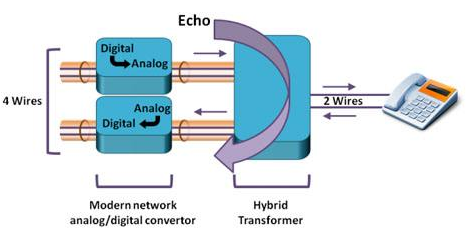 Echo
Digital
Analog
Analog
Digital
4 Wires
2 Wires
Modern network
analog/digital convertor
Hybrid
Transformer